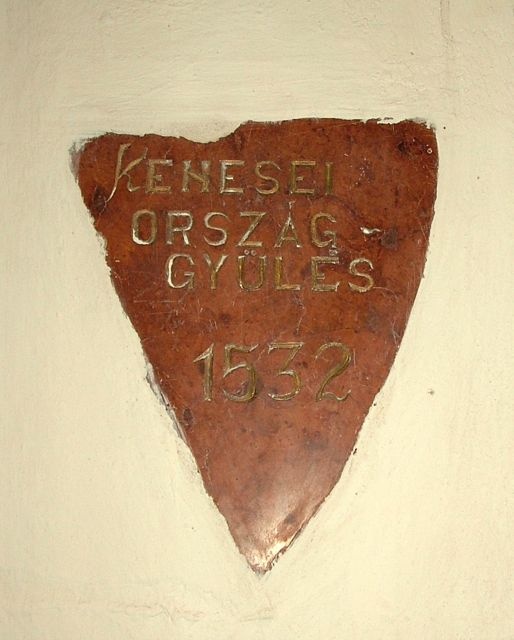 KENESEI
ORSZÁG-
GYŰLÉS
1532